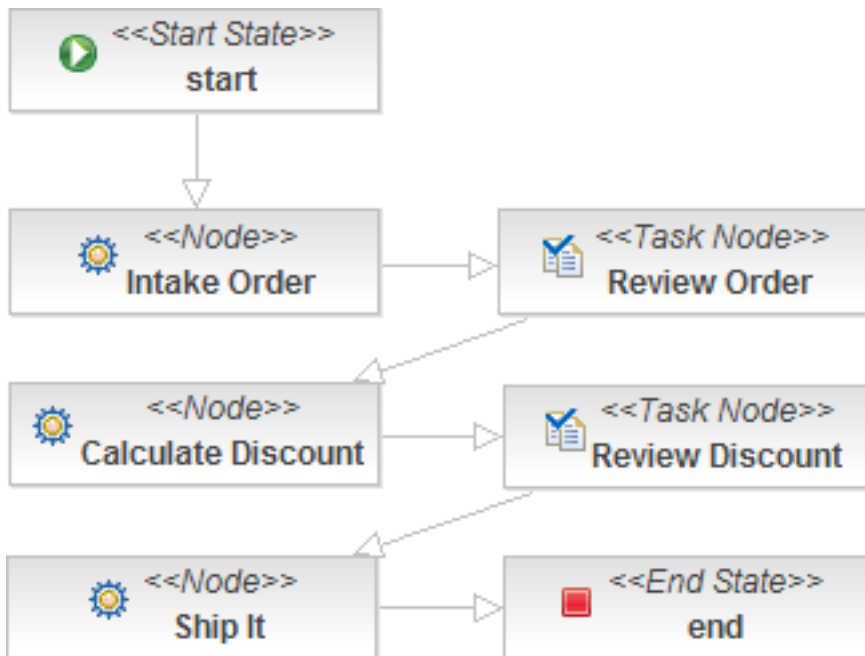 <<Start State>>
start
<<Node>>
Intake Order
<<Task Node>>
Review Order
<<Node>>
Calculate Discount
<<Task Node>>
Review Discount
<<Node>>
Ship It
<<End State>>
end